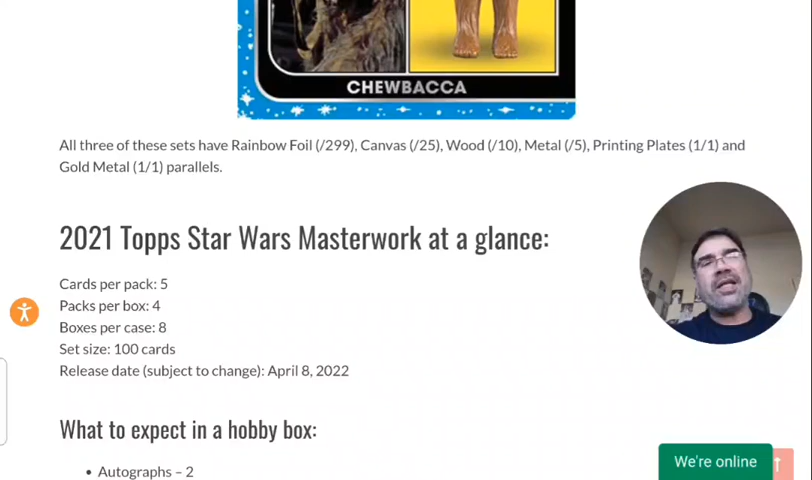 CHEWBACCA
All three of these sets have Rainbow Foil (/299), Canvas (/25), Wood (/10), Metal (/5), Printing Plates (1/1) and
Gold Metal (1/1) parallels.
2021 Topps Star Wars Masterwork at a glance:
Cards per pack: 5
Packs per box: 4
Boxes per case: 8
Set size: 100 cards
Release date (subject to change): April 8, 2022
What to expect in a hobby box:
• Autographs – 2
We're online